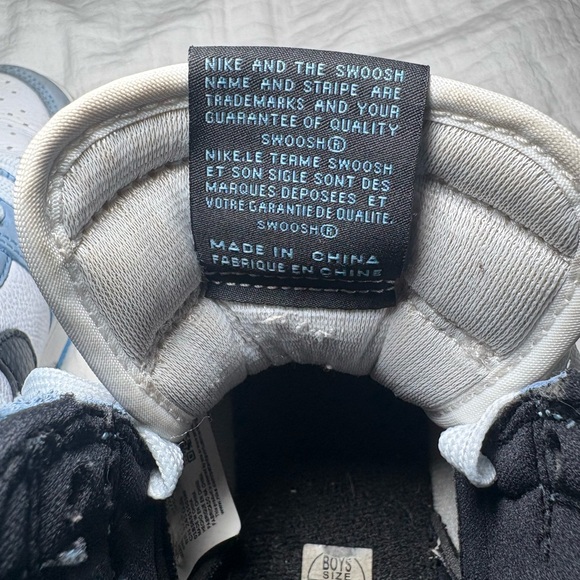 NIKE AND THE SWOOSH
NAME AND STRIPE ARE
TRADEMARKS AND YOUR
GUARANTEE OF QUALITY
SWOOSH®
NIKE.LE TERME SWOOSH
ET SON SIGLE SONT DES
MARQUES DÉPOSÉES ET
VOTRE GARANTIE DE QUALITE.
SWOOSH®
MADE IN CHINA
FABRIQUE EN CHINE
BOYS
SIZE